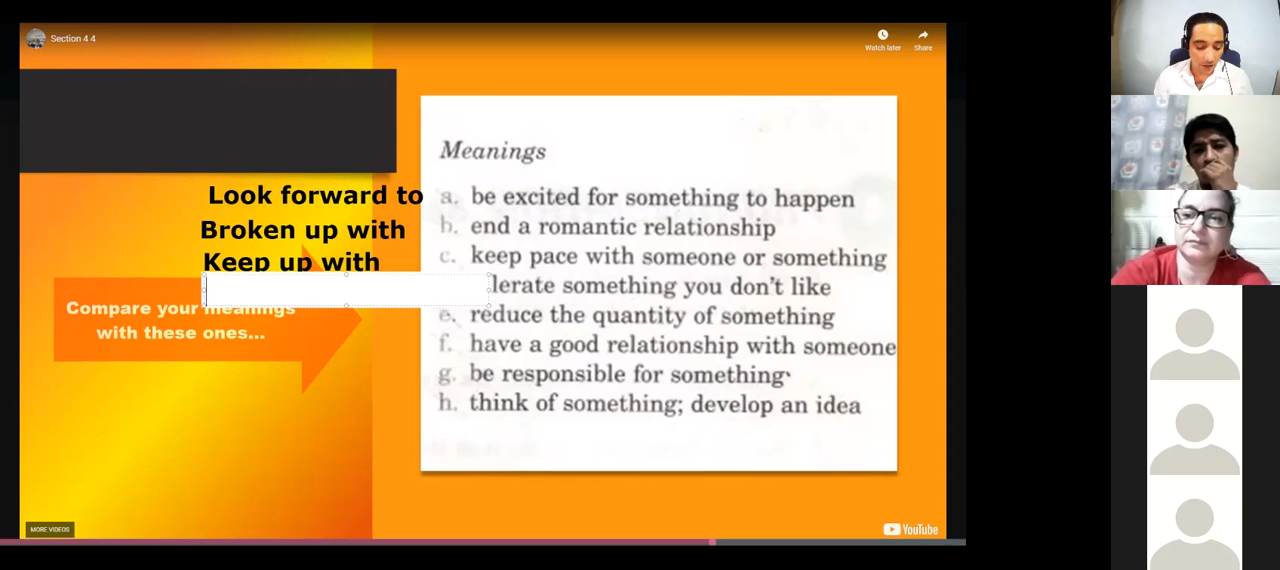 Section 4 4
Watch later
Share
Meanings
Look forward to
a. be excited for something to happen
Broken up with
b. end a romantic relationship
Keep up with
c. keep pace with someone or something
lerate something you don't like
Compare your meanings
with these ones...
e. reduce the quantity of something
f. have a good relationship with someone
g. be responsible for something
h. think of something; develop an idea
MORE VIDEOS
YouTube